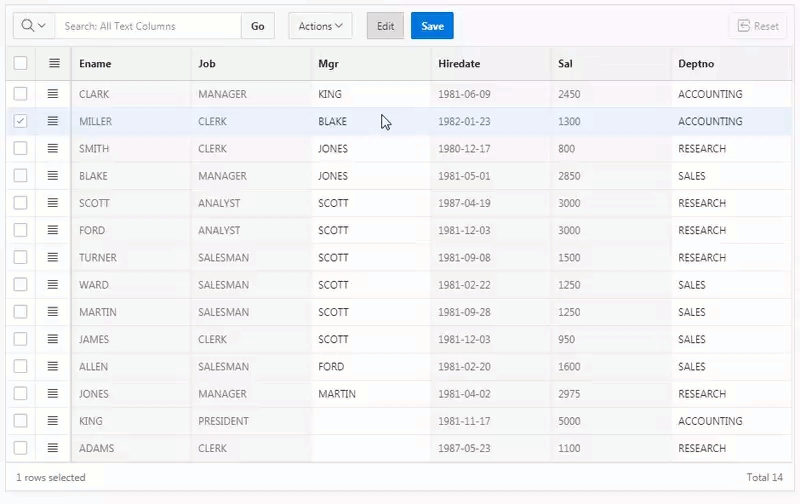 Search: All Text Columns Go Actions Edit Save Reset
Ename Job Mgr Hiredate Sal Deptno
CLARK MANAGER KING 1981-06-09 2450 ACCOUNTING
MILLER CLERK BLAKE 1982-01-23 1300 ACCOUNTING
SMITH CLERK JONES 1980-12-17 800 RESEARCH
BLAKE MANAGER JONES 1981-05-01 2850 SALES
SCOTT ANALYST SCOTT 1987-04-19 3000 RESEARCH
FORD ANALYST SCOTT 1981-12-03 3000 RESEARCH
TURNER SALESMAN SCOTT 1981-09-08 1500 RESEARCH
WARD SALESMAN SCOTT 1981-02-22 1250 SALES
MARTIN SALESMAN SCOTT 1981-09-28 1250 SALES
JAMES CLERK SCOTT 1981-12-03 950 SALES
ALLEN SALESMAN FORD 1981-02-20 1600 SALES
JONES MANAGER MARTIN 1981-04-02 2975 RESEARCH
KING PRESIDENT 1981-11-17 5000 ACCOUNTING
ADAMS CLERK 1987-05-23 1100 RESEARCH
1 rows selected Total 14